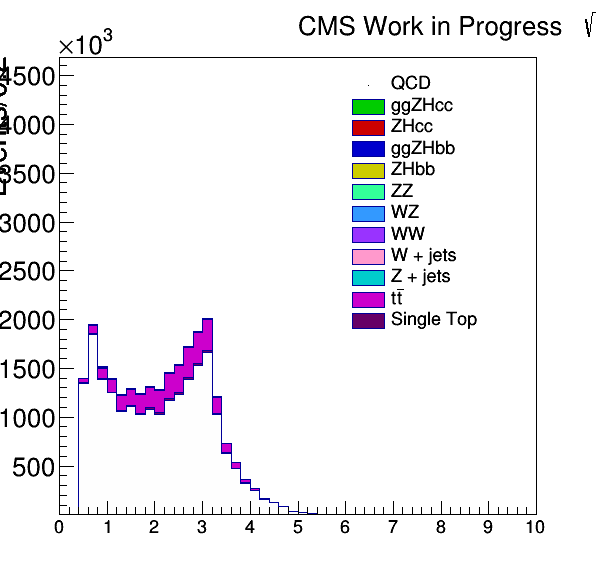 CMS Work in Progress √
×10³
4500
4000
3500
3000
2500
2000
1500
1000
500
0 1 2 3 4 5 6 7 8 9 10
QCD
ggZHcc
ZHcc
ggZHbb
ZHbb
ZZ
WZ
WW
W + jets
Z + jets
tt̄
Single Top